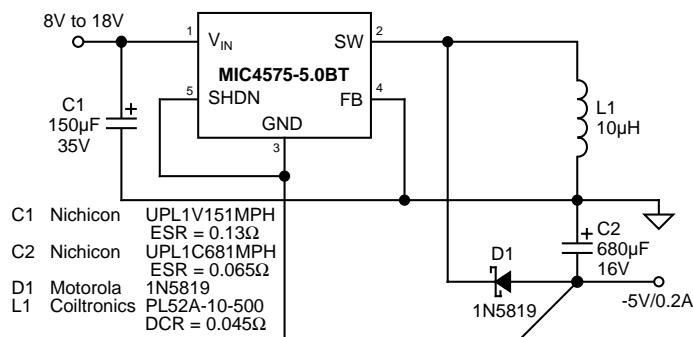 8V to 18V
1
V_IN
SW
2
MIC4575-5.0BT
5
SHDN
FB
4
GND
3
C1
150µF
35V
+
L1
10µH
C1 Nichicon UPL1V151MPH
ESR = 0.13Ω
C2 Nichicon UPL1C681MPH
ESR = 0.065Ω
D1 Motorola 1N5819
L1 Coiltronics PL52A-10-500
DCR = 0.045Ω
+
C2
680µF
16V
D1
1N5819
-5V/0.2A